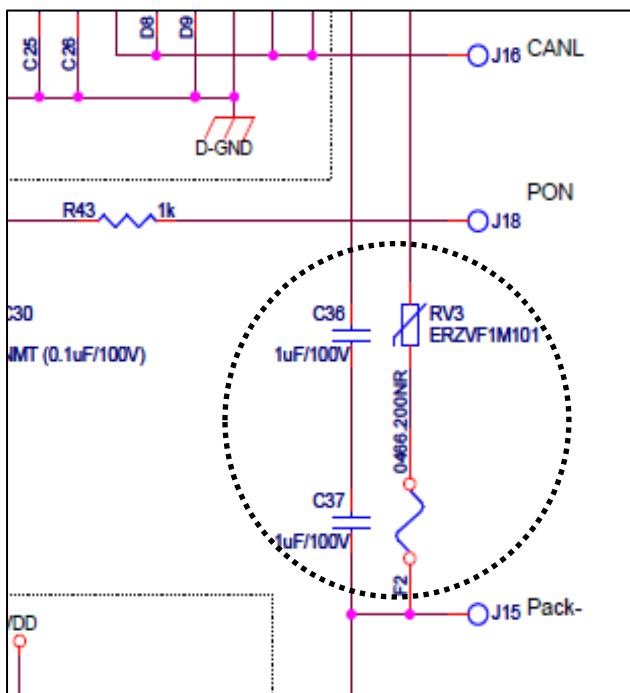 C25
C26
D8
D9
J16 CANL
D-GND
PON
R43 1k
J18
C30
NMT (0.1uF/100V)
C36
1uF/100V
RV3
ERZVF1M101
0466.200NR
C37
1uF/100V
F2
J15 Pack-
VDD